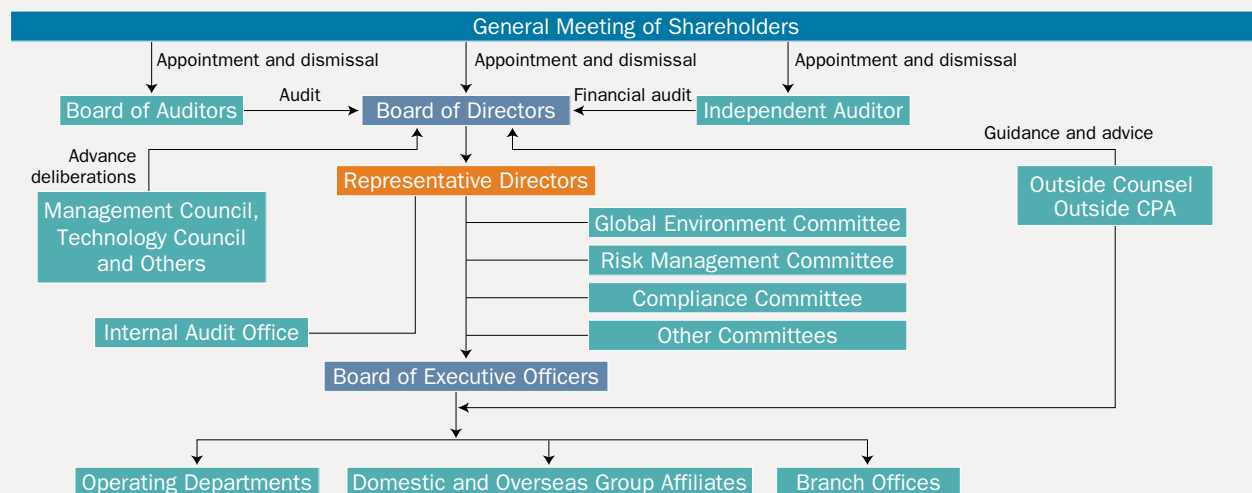 General Meeting of Shareholders
Appointment and dismissal
Appointment and dismissal
Appointment and dismissal
Board of Auditors
Audit
Board of Directors
Financial audit
Independent Auditor
Guidance and advice
Advance
deliberations
Representative Directors
Outside Counsel
Outside CPA
Management Council,
Technology Council
and Others
Global Environment Committee
Risk Management Committee
Compliance Committee
Internal Audit Office
Other Committees
Board of Executive Officers
Operating Departments
Domestic and Overseas Group Affiliates
Branch Offices